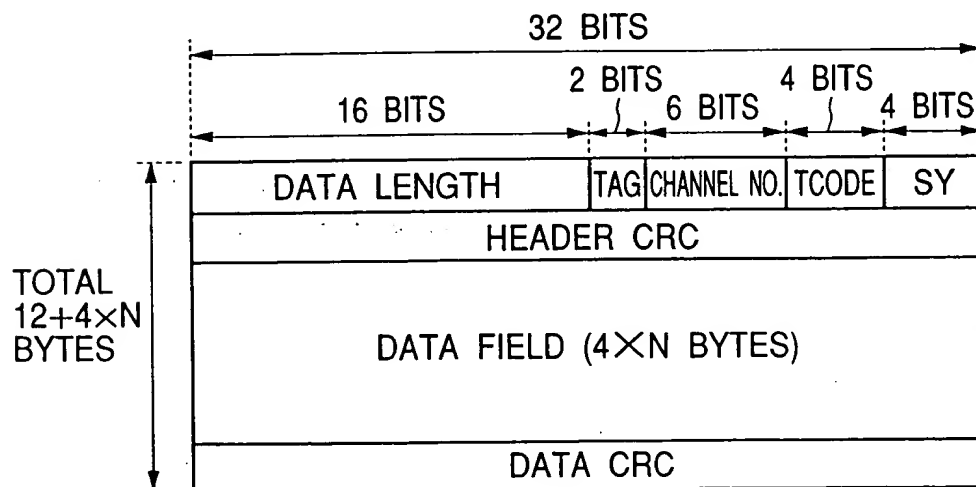 32 BITS
2 BITS
4 BITS
16 BITS
6 BITS
4 BITS
DATA LENGTH
TAG
CHANNEL NO.
TCODE
SY
HEADER CRC
TOTAL
12+4×N
BYTES
DATA FIELD (4×N BYTES)
DATA CRC